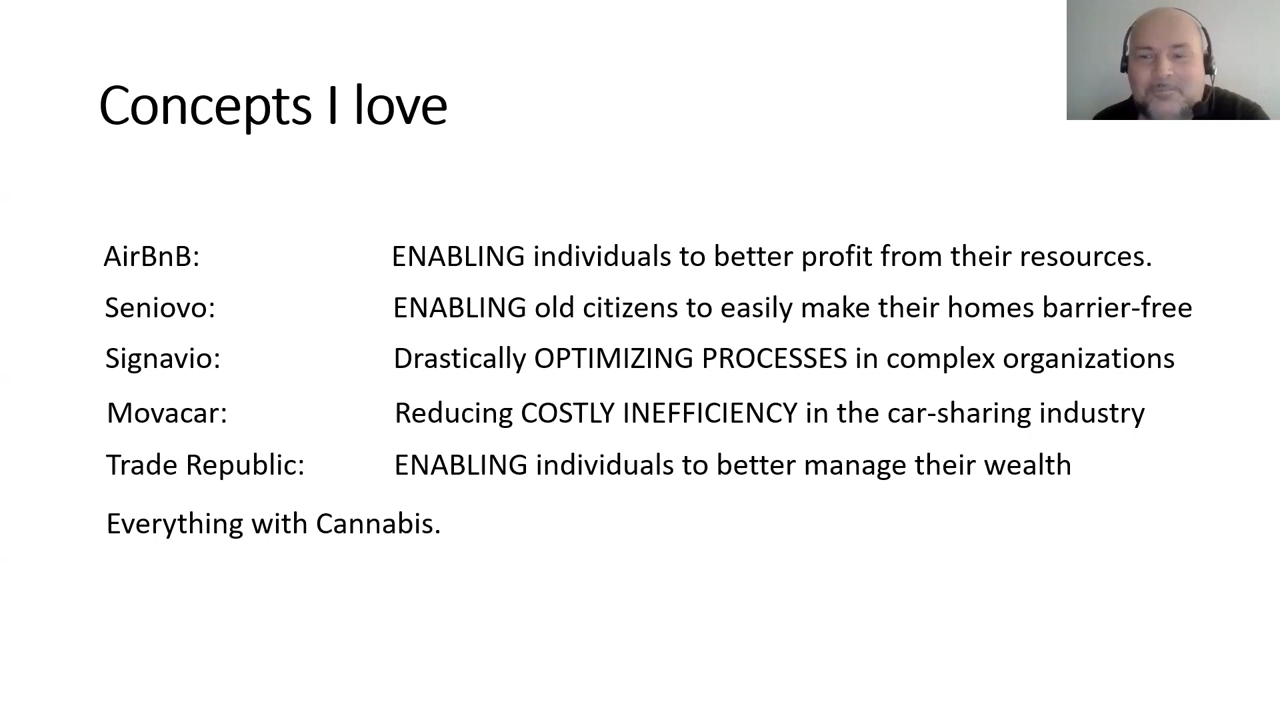 Concepts I love
AirBnB: ENABLING individuals to better profit from their resources.
Seniovo: ENABLING old citizens to easily make their homes barrier-free
Signavio: Drastically OPTIMIZING PROCESSES in complex organizations
Movacar: Reducing COSTLY INEFFICIENCY in the car-sharing industry
Trade Republic: ENABLING individuals to better manage their wealth
Everything with Cannabis.